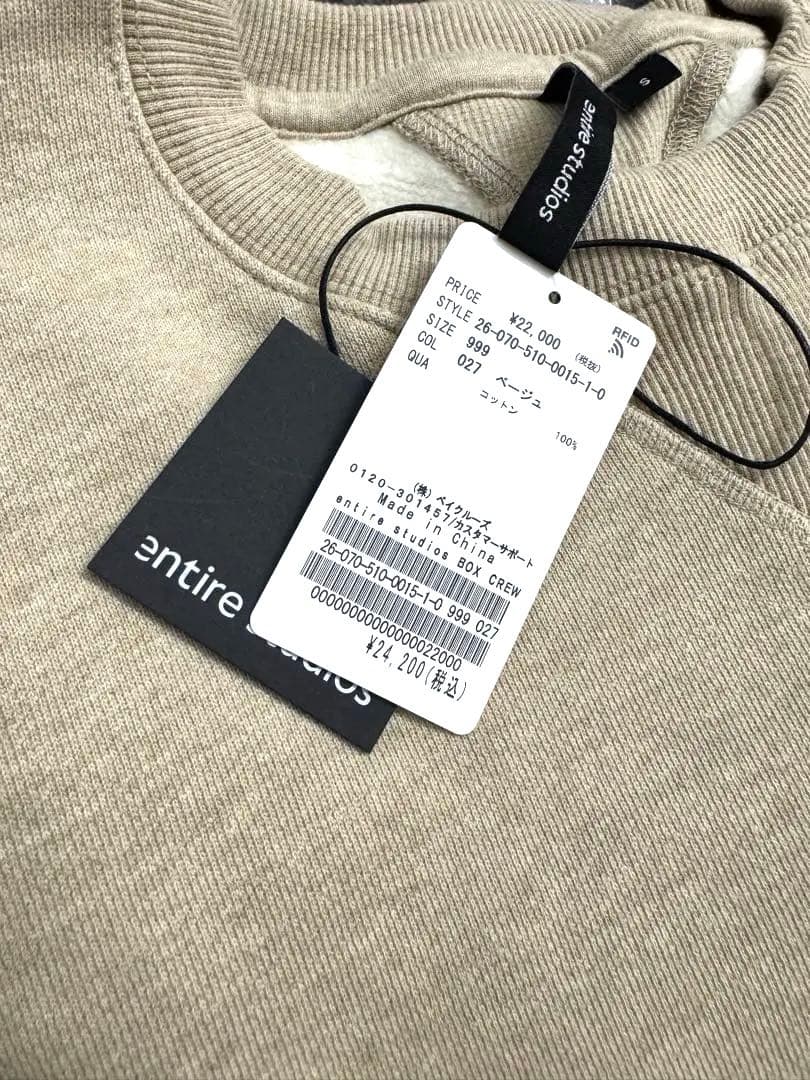 S
entire studios
RFID
PRICE ¥22,000 (税抜)
STYLE 26-070-510-0015-1-0
SIZE 999
COL 027 ベージュ
QUA コットン 100%
(株) ベイクルーズ
0120-301457/カスタマーサポート
Made in China
entire studios BOX CREW
26-070-510-0015-1-0 999 027
00000000000000022000
¥24,200(税込)
entire studios